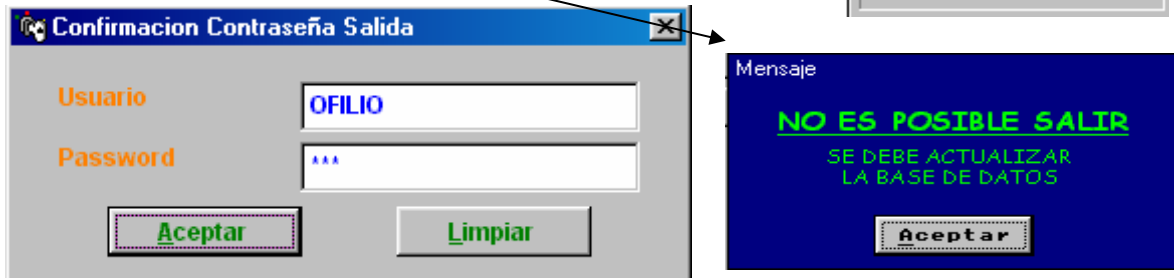 Confirmacion Contraseña Salida
Usuario
OFILIO
Password
***
Aceptar
Limpiar
Mensaje
NO ES POSIBLE SALIR
SE DEBE ACTUALIZAR
LA BASE DE DATOS
Aceptar